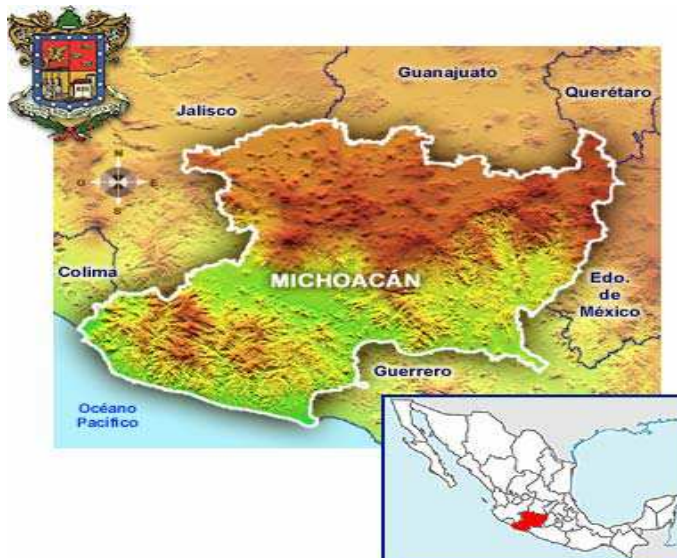 Guanajuato
Querétaro
Jalisco
N
O
E
S
Colima
MICHOACÁN
Edo.
de
México
Guerrero
Océano
Pacífico